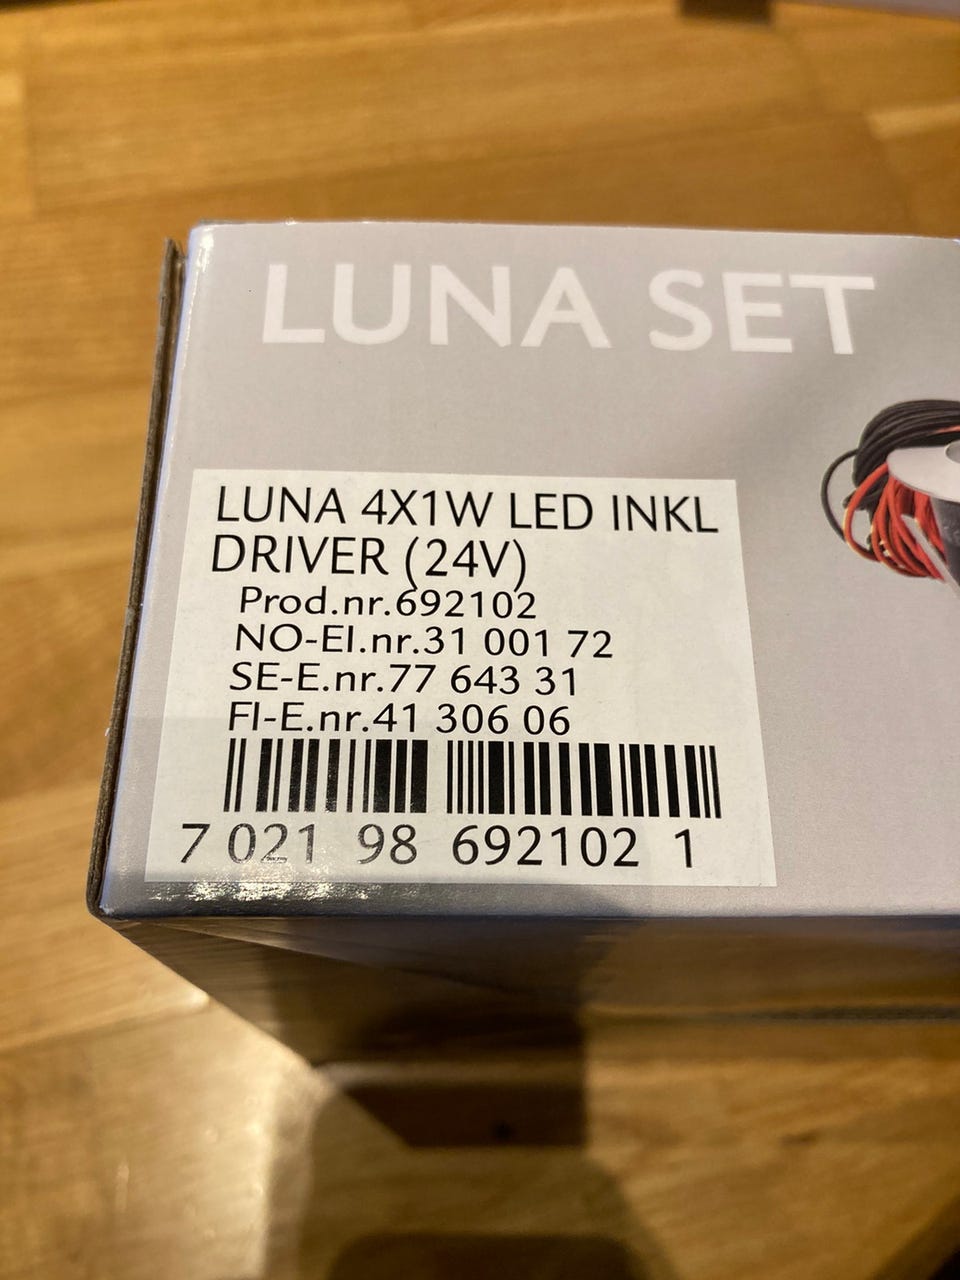 LUNA SET
LUNA 4X1W LED INKL
DRIVER (24V)
Prod.nr.692102
NO-El.nr.31 001 72
SE-E.nr.77 643 31
FI-E.nr.41 306 06
7 021 98 692102 1